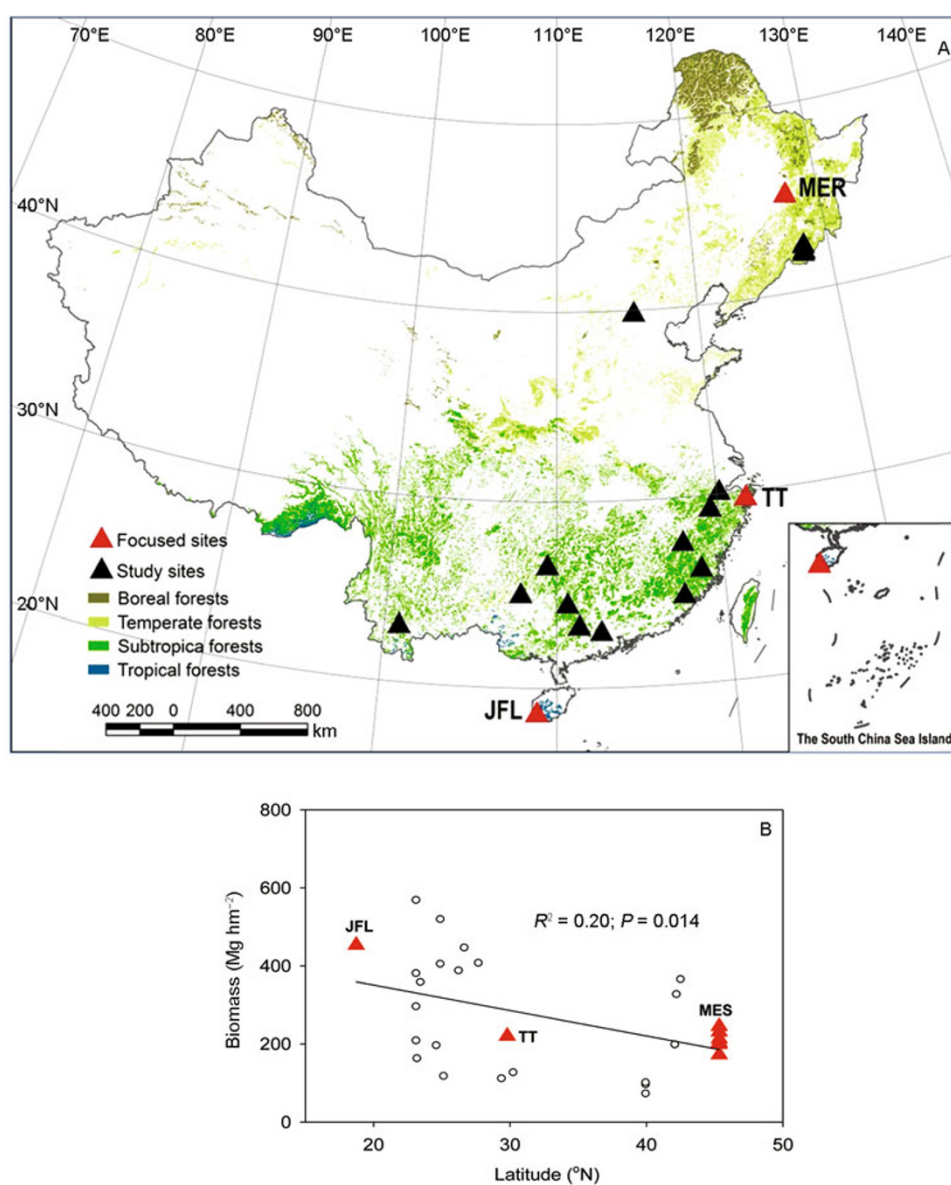 70°E 80°E 90°E 100°E 110°E 120°E 130°E 140°E
A
MER
40°N
30°N
TT
20°N
Focused sites
Study sites
Boreal forests
Temperate forests
Subtropica forests
Tropical forests
400 200 0 400 800
km
JFL
The South China Sea Island
800
B
600
JFL
R² = 0.20; P = 0.014
400
MES
Biomass (Mg hm⁻²)
TT
200
0
20 30 40 50
Latitude (°N)